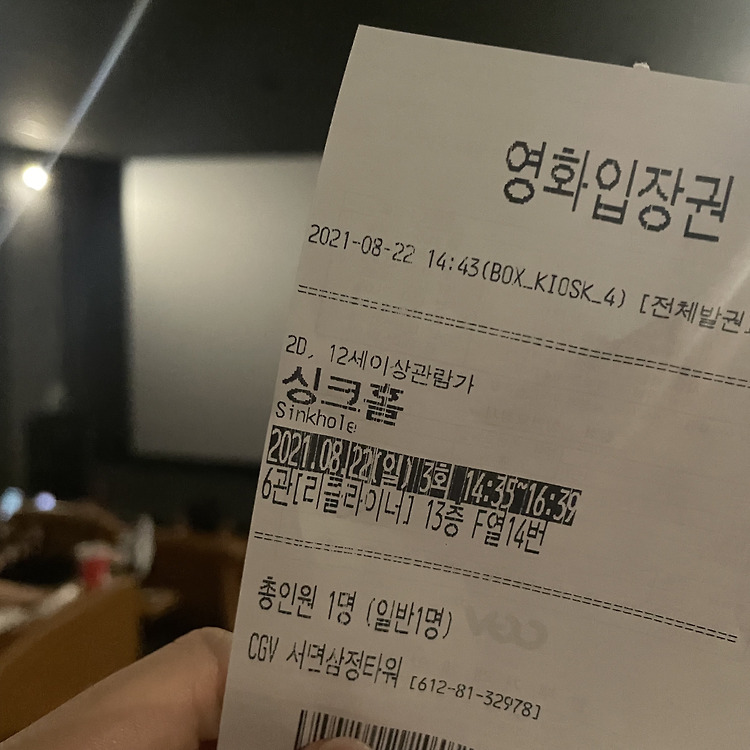 영화입장권
2021-08-22 14:43(BOX_KIOSK_4) [전체발권
2D, 12세이상관람가
싱크홀
Sinkhole
2021.08.22(일) 3회 14:35~16:39
6관[리클라이너] 13층 F열14번
총인원 1명 (일반1명)
CGV
CGV 서면삼정타워 [612-81-32978]